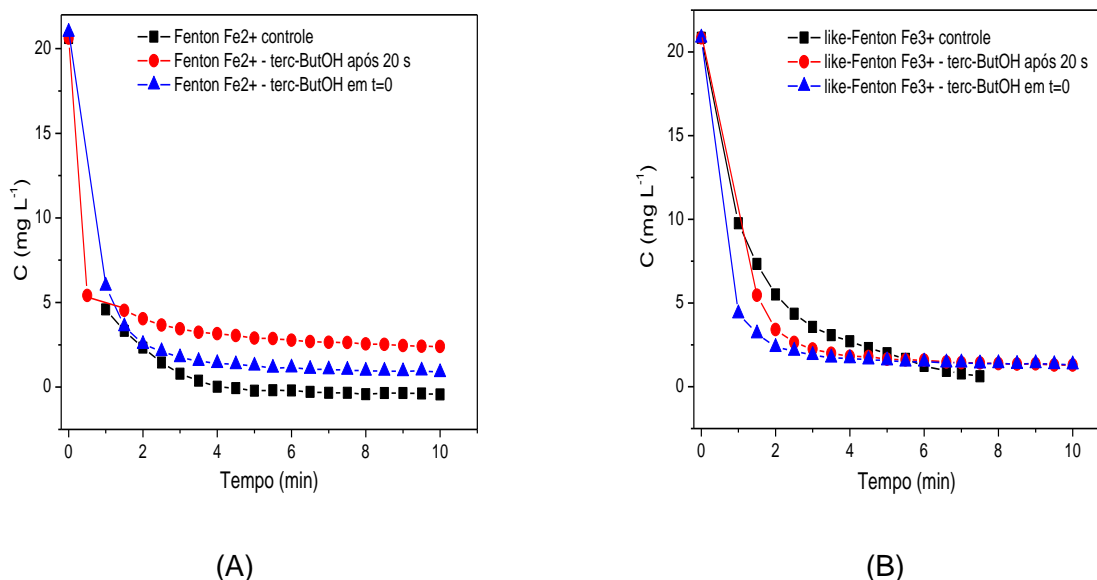 Fenton Fe2+ controle
Fenton Fe2+ - terc-ButOH após 20 s
Fenton Fe2+ - terc-ButOH em t=0
20
15
10
5
0
C (mg L-1)
0 2 4 6 8 10
Tempo (min)
(A)
like-Fenton Fe3+ controle
like-Fenton Fe3+ - terc-ButOH após 20 s
like-Fenton Fe3+ - terc-ButOH em t=0
20
15
10
5
0
C (mg L-1)
0 2 4 6 8 10
Tempo (min)
(B)